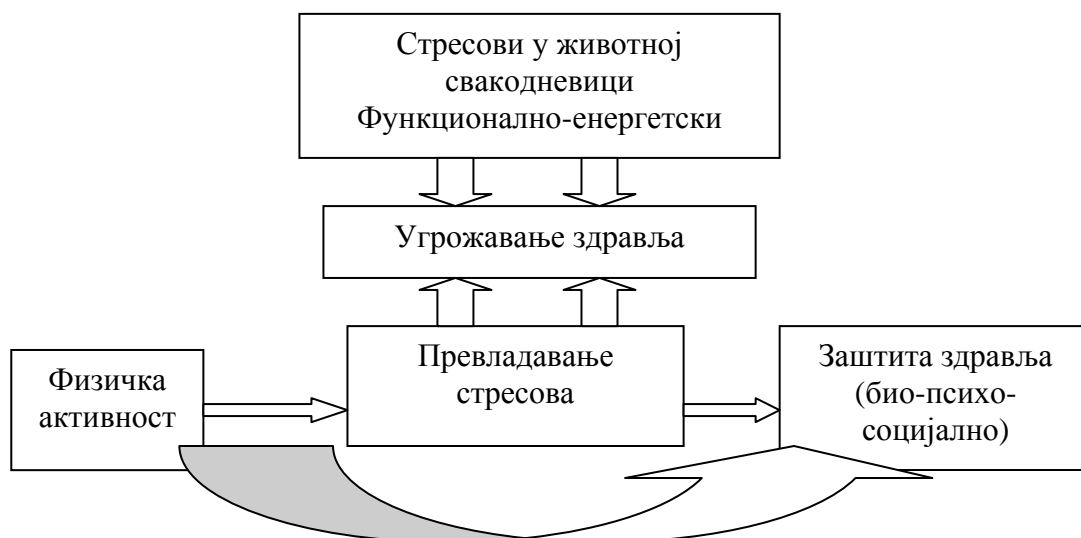 Стресови у животној
свакодневици
Функционално-енергетски
Угрожавање здравља
Физичка
активност
Превладавање
стресова
Заштита здравља
(био-психо-
социјално)